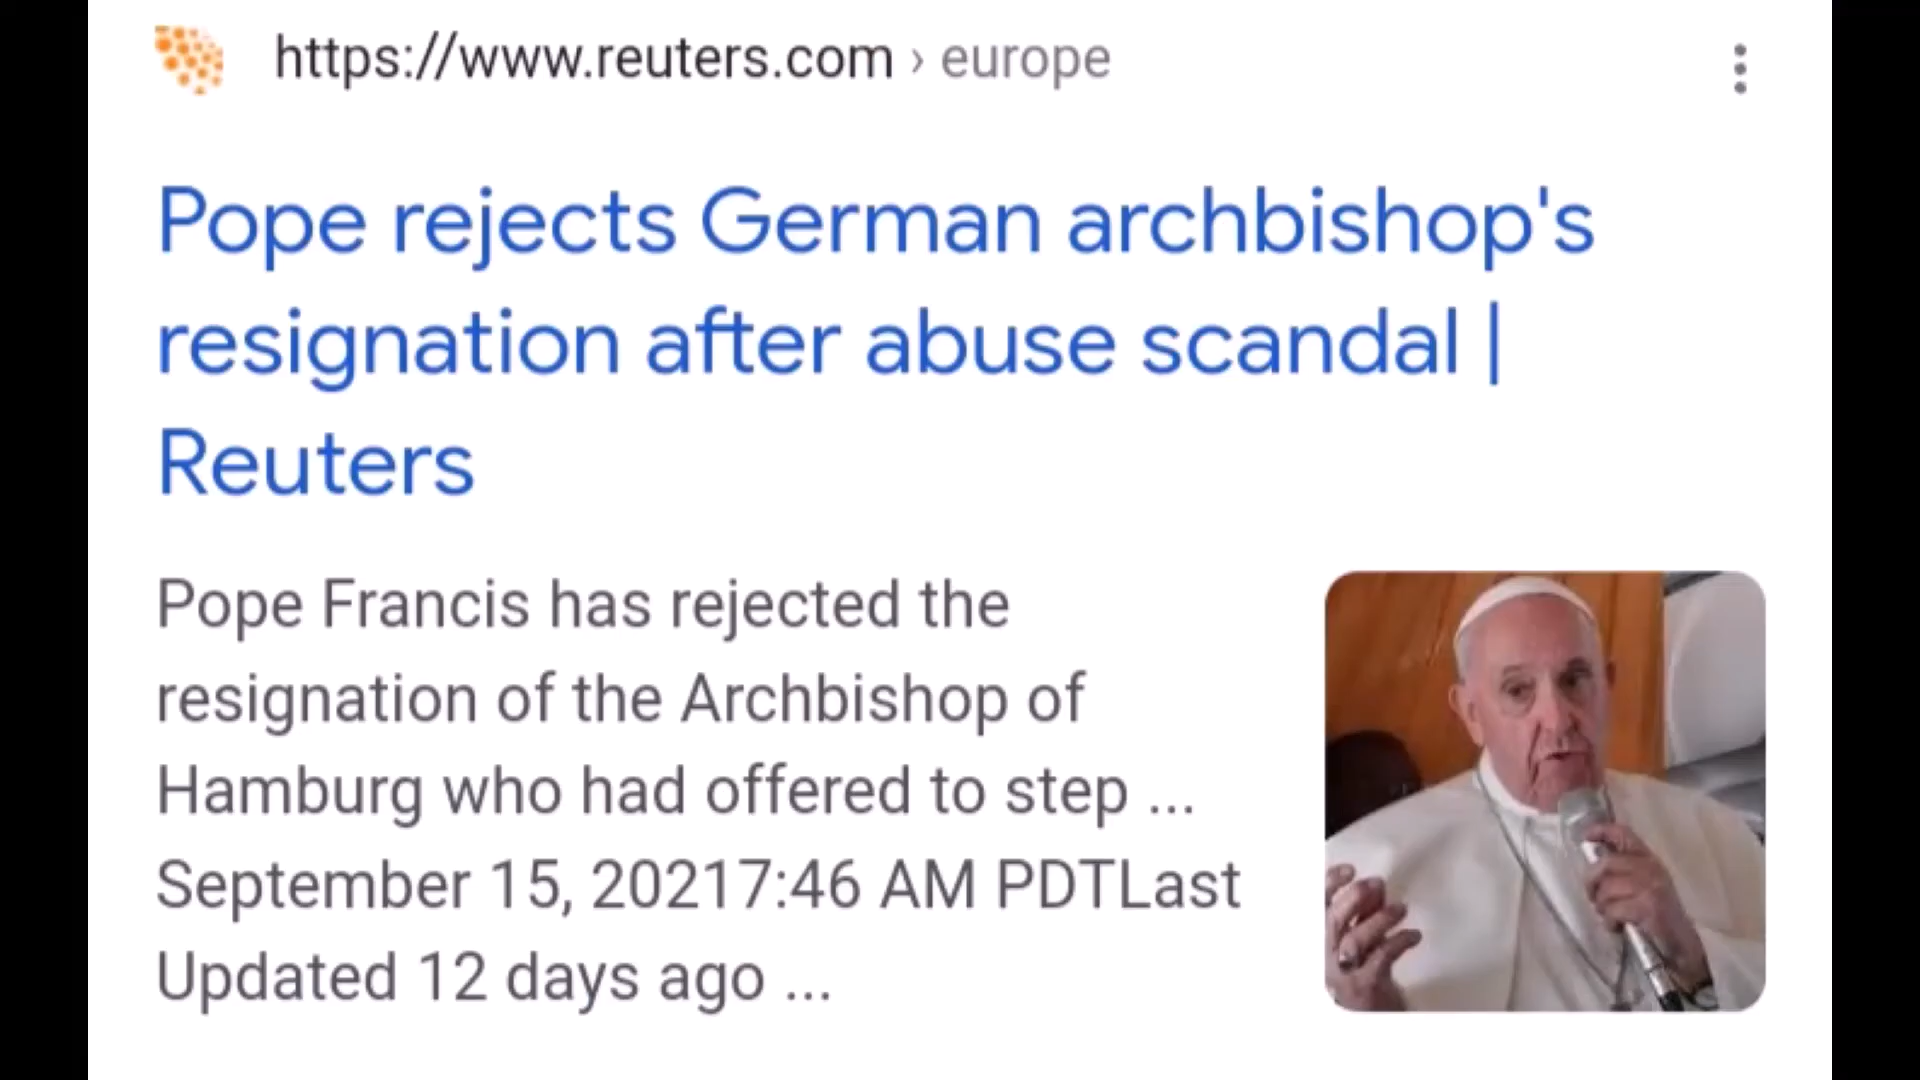 https://www.reuters.com › europe
Pope rejects German archbishop's
resignation after abuse scandal |
Reuters
Pope Francis has rejected the
resignation of the Archbishop of
Hamburg who had offered to step ...
September 15, 20217:46 AM PDTLast
Updated 12 days ago ...